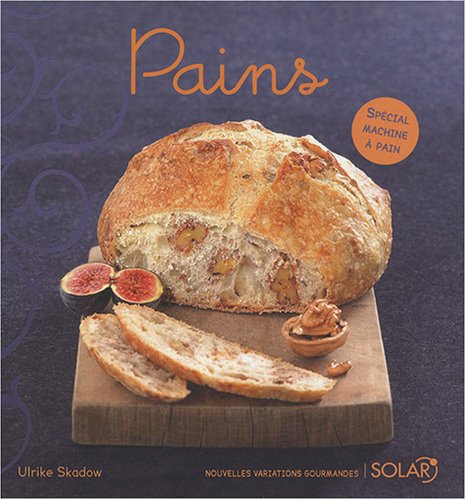 Pains
SPÉCIAL
MACHINE
À PAIN
Ulrike Skadow
NOUVELLES VARIATIONS GOURMANDES
SOLAR